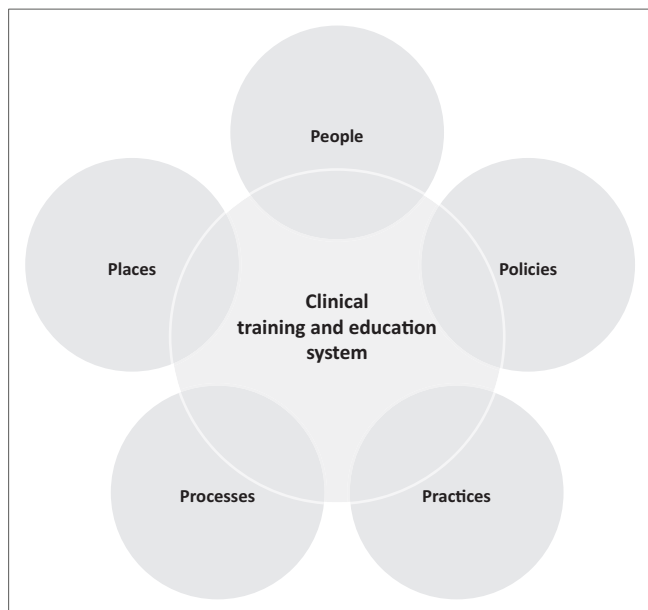 People
Places
Policies
Clinical
training and education
system
Processes
Practices